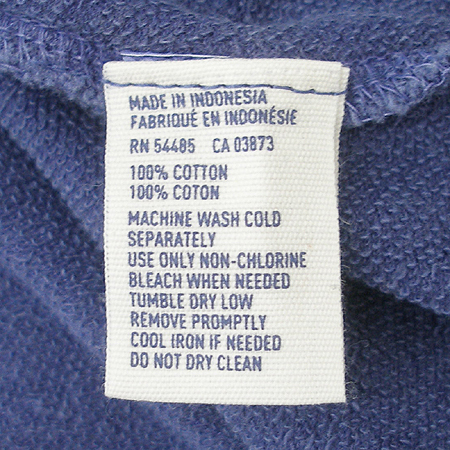 MADE IN INDONESIA
FABRIQUÉ EN INDONÉSIE
RN 54485 CA 03873
100% COTTON
100% COTON
MACHINE WASH COLD
SEPARATELY
USE ONLY NON-CHLORINE
BLEACH WHEN NEEDED
TUMBLE DRY LOW
REMOVE PROMPTLY
COOL IRON IF NEEDED
DO NOT DRY CLEAN